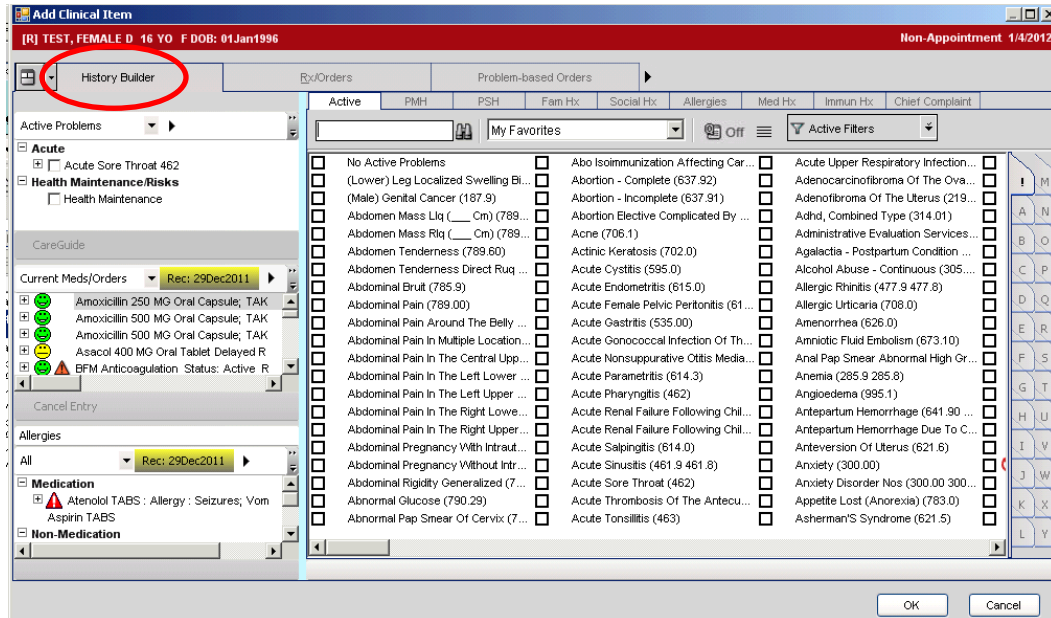 Add Clinical Item
[R] TEST, FEMALE D 16 YO F DOB: 01Jan1996
Non-Appointment 1/4/2012
History Builder
Rx/Orders
Problem-based Orders
Active
PMH
PSH
Fam Hx
Social Hx
Allergies
Med Hx
Immun Hx
Chief Complaint
Active Problems
Acute
Acute Sore Throat 462
Health Maintenance/Risks
Health Maintenance
CareGuide
Current Meds/Orders
Rec: 29Dec2011
Amoxicillin 250 MG Oral Capsule; TAK
Amoxicillin 500 MG Oral Capsule; TAK
Amoxicillin 500 MG Oral Capsule; TAK
Asacol 400 MG Oral Tablet Delayed R
BFM Anticoagulation Status: Active R
Cancel Entry
Allergies
All
Rec: 29Dec2011
Medication
Atenolol TABS : Allergy : Seizures; Vom
Aspirin TABS
Non-Medication
My Favorites
Off
Active Filters
No Active Problems
(Lower) Leg Localized Swelling Bi...
(Male) Genital Cancer (187.9)
Abdomen Mass Llq (___ Cm) (789...
Abdomen Mass Rlq (___ Cm) (789...
Abdomen Tenderness (789.60)
Abdomen Tenderness Direct Ruq ...
Abdominal Bruit (785.9)
Abdominal Pain (789.00)
Abdominal Pain Around The Belly ...
Abdominal Pain In Multiple Location...
Abdominal Pain In The Central Upp...
Abdominal Pain In The Left Lower ...
Abdominal Pain In The Left Upper ...
Abdominal Pain In The Right Lowe...
Abdominal Pain In The Right Upper...
Abdominal Pregnancy With Intraut...
Abdominal Pregnancy Without Intr...
Abdominal Rigidity Generalized (7...
Abnormal Glucose (790.29)
Abnormal Pap Smear Of Cervix (7...
Abo Isoimmunization Affecting Car...
Abortion - Complete (637.92)
Abortion - Incomplete (637.91)
Abortion Elective Complicated By ...
Acne (706.1)
Actinic Keratosis (702.0)
Acute Cystitis (595.0)
Acute Endometritis (615.0)
Acute Female Pelvic Peritonitis (61...
Acute Gastritis (535.00)
Acute Gonococcal Infection Of Th...
Acute Nonsuppurative Otitis Media...
Acute Parametritis (614.3)
Acute Pharyngitis (462)
Acute Renal Failure Following Chil...
Acute Renal Failure Following Chil...
Acute Salpingitis (614.0)
Acute Sinusitis (461.9 461.8)
Acute Sore Throat (462)
Acute Thrombosis Of The Antecu...
Acute Tonsillitis (463)
Acute Upper Respiratory Infection...
Adenocarcinofibroma Of The Ova...
Adenofibroma Of The Uterus (219...
Adhd, Combined Type (314.01)
Administrative Evaluation Services...
Agalactia - Postpartum Condition ...
Alcohol Abuse - Continuous (305....
Allergic Rhinitis (477.9 477.8)
Allergic Urticaria (708.0)
Amenorrhea (626.0)
Amniotic Fluid Embolism (673.10)
Anal Pap Smear Abnormal High Gr...
Anemia (285.9 285.8)
Angioedema (995.1)
Antepartum Hemorrhage (641.90 ...
Antepartum Hemorrhage Due To C...
Anteversion Of Uterus (621.6)
Anxiety (300.00)
Anxiety Disorder Nos (300.00 300...
Appetite Lost (Anorexia) (783.0)
Asherman'S Syndrome (621.5)
! M
A N
B O
C P
D Q
E R
F S
G T
H U
I V
J W
K X
L Y
OK
Cancel